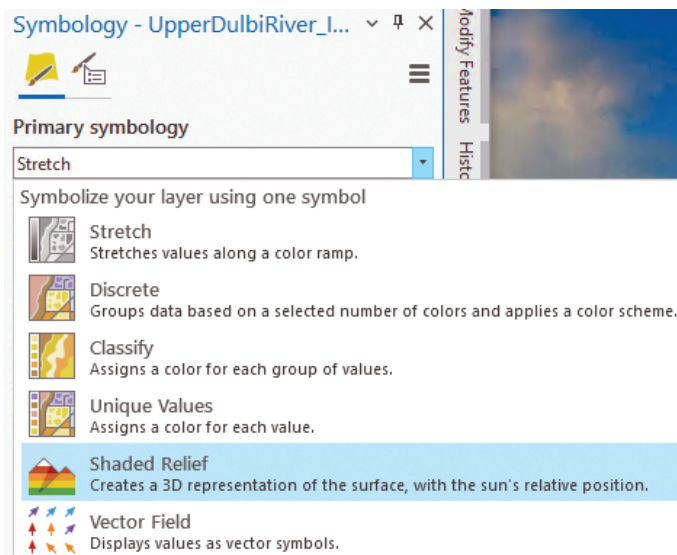 Symbology - UpperDulbiRiver_I...
Modify Features
Histo
Primary symbology
Stretch
Symbolize your layer using one symbol
Stretch
Stretches values along a color ramp.
Discrete
Groups data based on a selected number of colors and applies a color scheme.
Classify
Assigns a color for each group of values.
Unique Values
Assigns a color for each value.
Shaded Relief
Creates a 3D representation of the surface, with the sun's relative position.
Vector Field
Displays values as vector symbols.